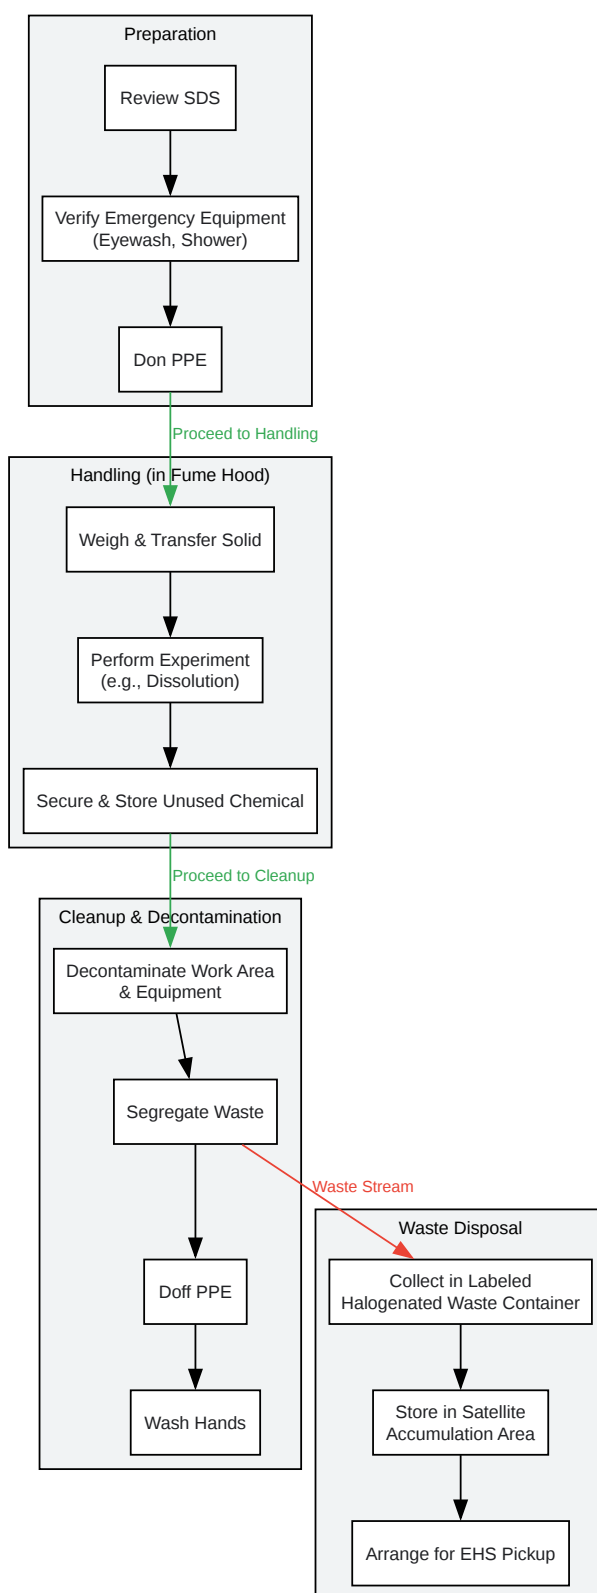 Preparation
Review SDS
Verify Emergency Equipment
(Eyewash, Shower)
Don PPE
Proceed to Handling
Handling (in Fume Hood)
Weigh & Transfer Solid
Perform Experiment
(e.g., Dissolution)
Secure & Store Unused Chemical
Proceed to Cleanup
Cleanup & Decontamination
Decontaminate Work Area
& Equipment
Segregate Waste
Waste Stream
Doff PPE
Wash Hands
Waste Disposal
Collect in Labeled
Halogenated Waste Container
Store in Satellite
Accumulation Area
Arrange for EHS Pickup